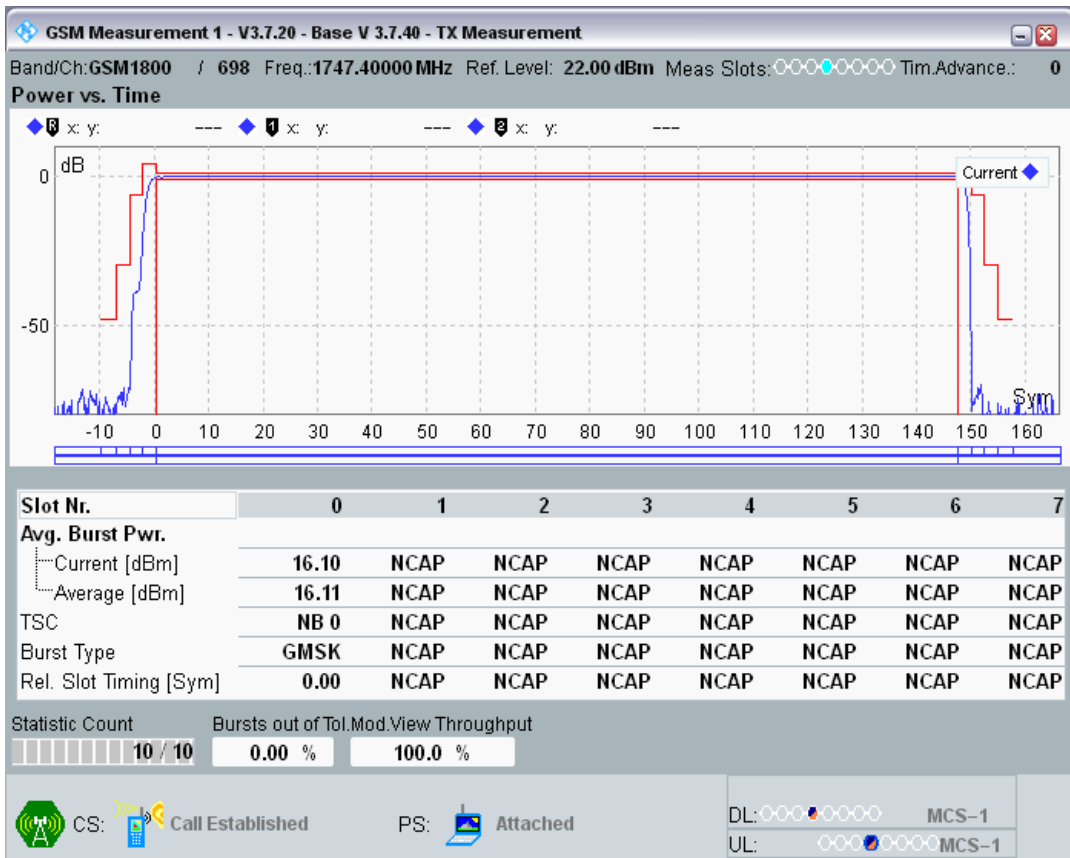 GSM Measurement 1 - V3.7.20 - Base V 3.7.40 - TX Measurement
Band/Ch:GSM1800 / 698 Freq.:1747.40000 MHz Ref. Level: 22.00 dBm Meas Slots: Tim.Advance.: 0
Power vs. Time
R x: y: --- 1 x: y: --- 2 x: y: ---
dB
Current
0
-50
Sym
-10 0 10 20 30 40 50 60 70 80 90 100 110 120 130 140 150 160
Slot Nr. 0 1 2 3 4 5 6 7
Avg. Burst Pwr.
Current [dBm] 16.10 NCAP NCAP NCAP NCAP NCAP NCAP NCAP
Average [dBm] 16.11 NCAP NCAP NCAP NCAP NCAP NCAP NCAP
TSC NB 0 NCAP NCAP NCAP NCAP NCAP NCAP NCAP
Burst Type GMSK NCAP NCAP NCAP NCAP NCAP NCAP NCAP
Rel. Slot Timing [Sym] 0.00 NCAP NCAP NCAP NCAP NCAP NCAP NCAP
Statistic Count Bursts out of Tol.Mod.View Throughput
10 / 10 0.00 % 100.0 %
CS: Call Established PS: Attached
DL: MCS-1
UL: MCS-1